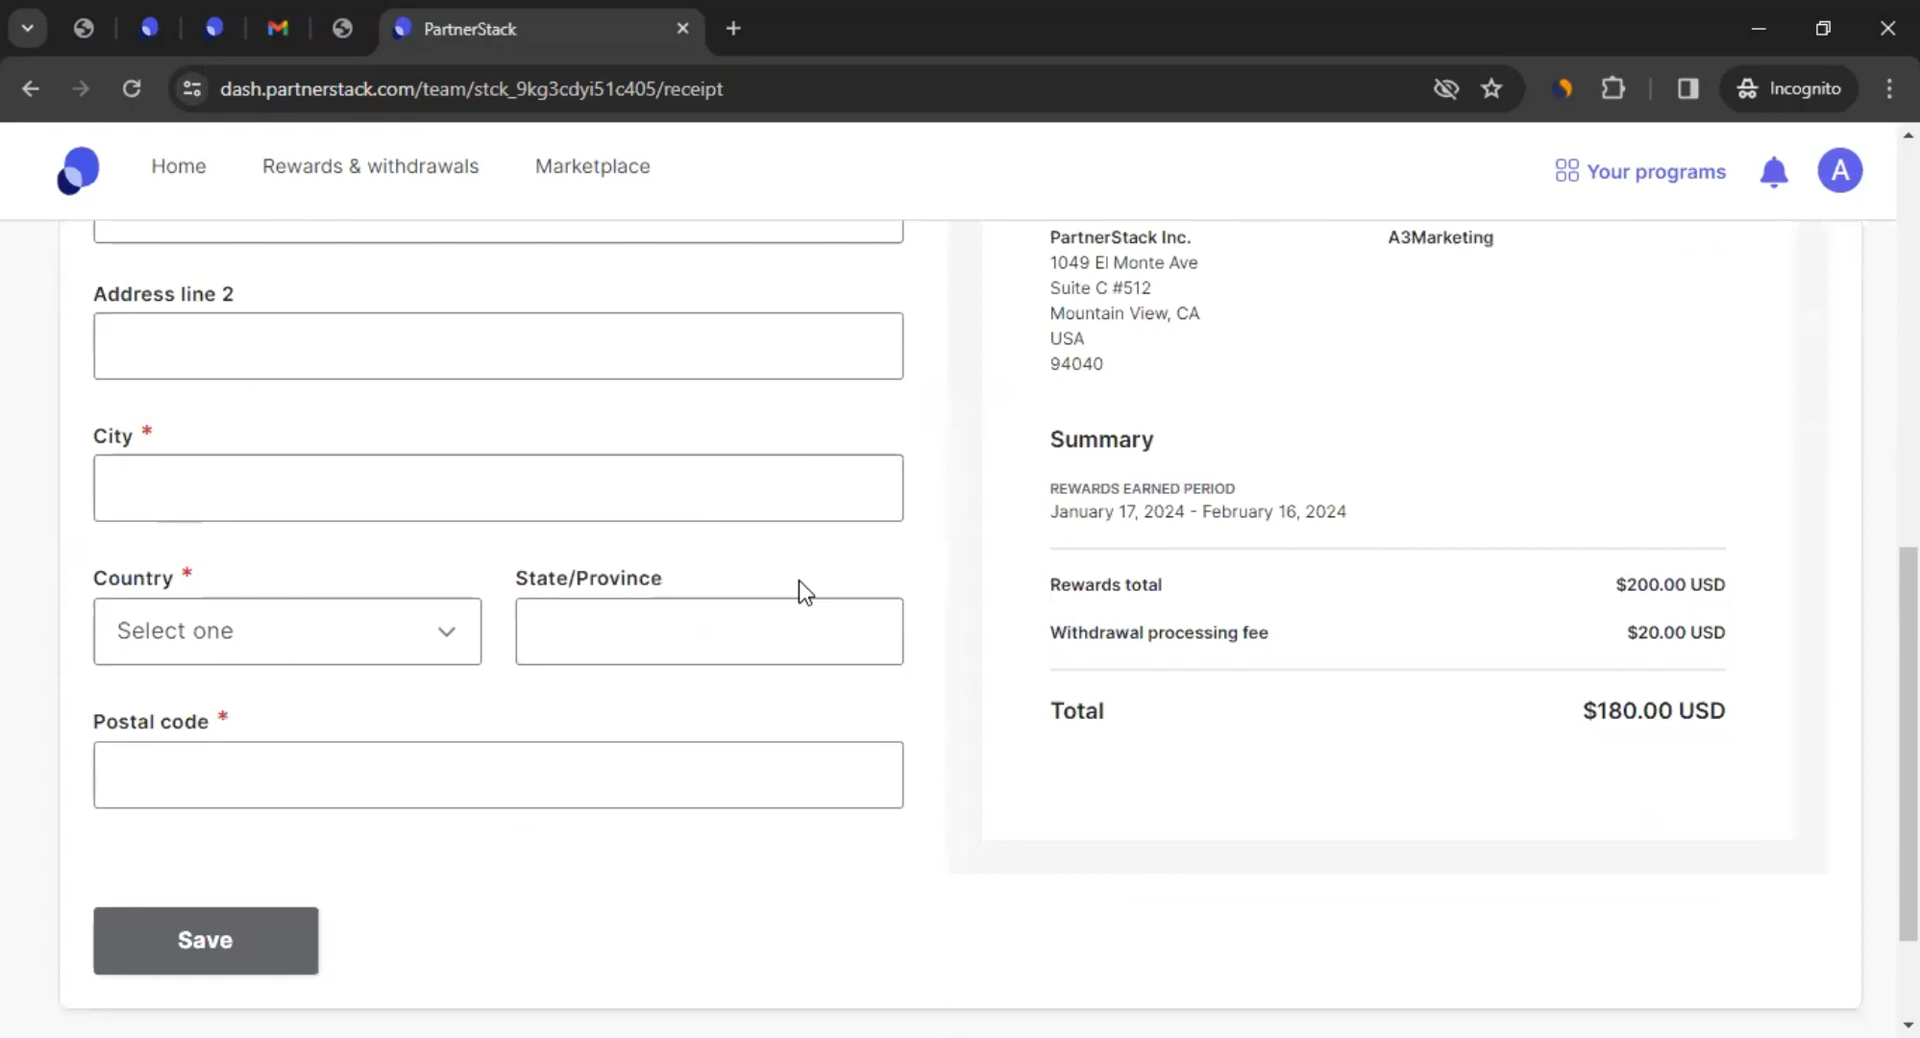 PartnerStack
dash.partnerstack.com/team/stck_9kg3cdyi51c405/receipt
Incognito
Home
Rewards & withdrawals
Marketplace
Your programs
A
Address line 2
City *
Country *
State/Province
Select one
Postal code *
Save
PartnerStack Inc.
A3Marketing
1049 El Monte Ave
Suite C #512
Mountain View, CA
USA
94040
Summary
REWARDS EARNED PERIOD
January 17, 2024 - February 16, 2024
Rewards total $200.00 USD
Withdrawal processing fee $20.00 USD
Total $180.00 USD